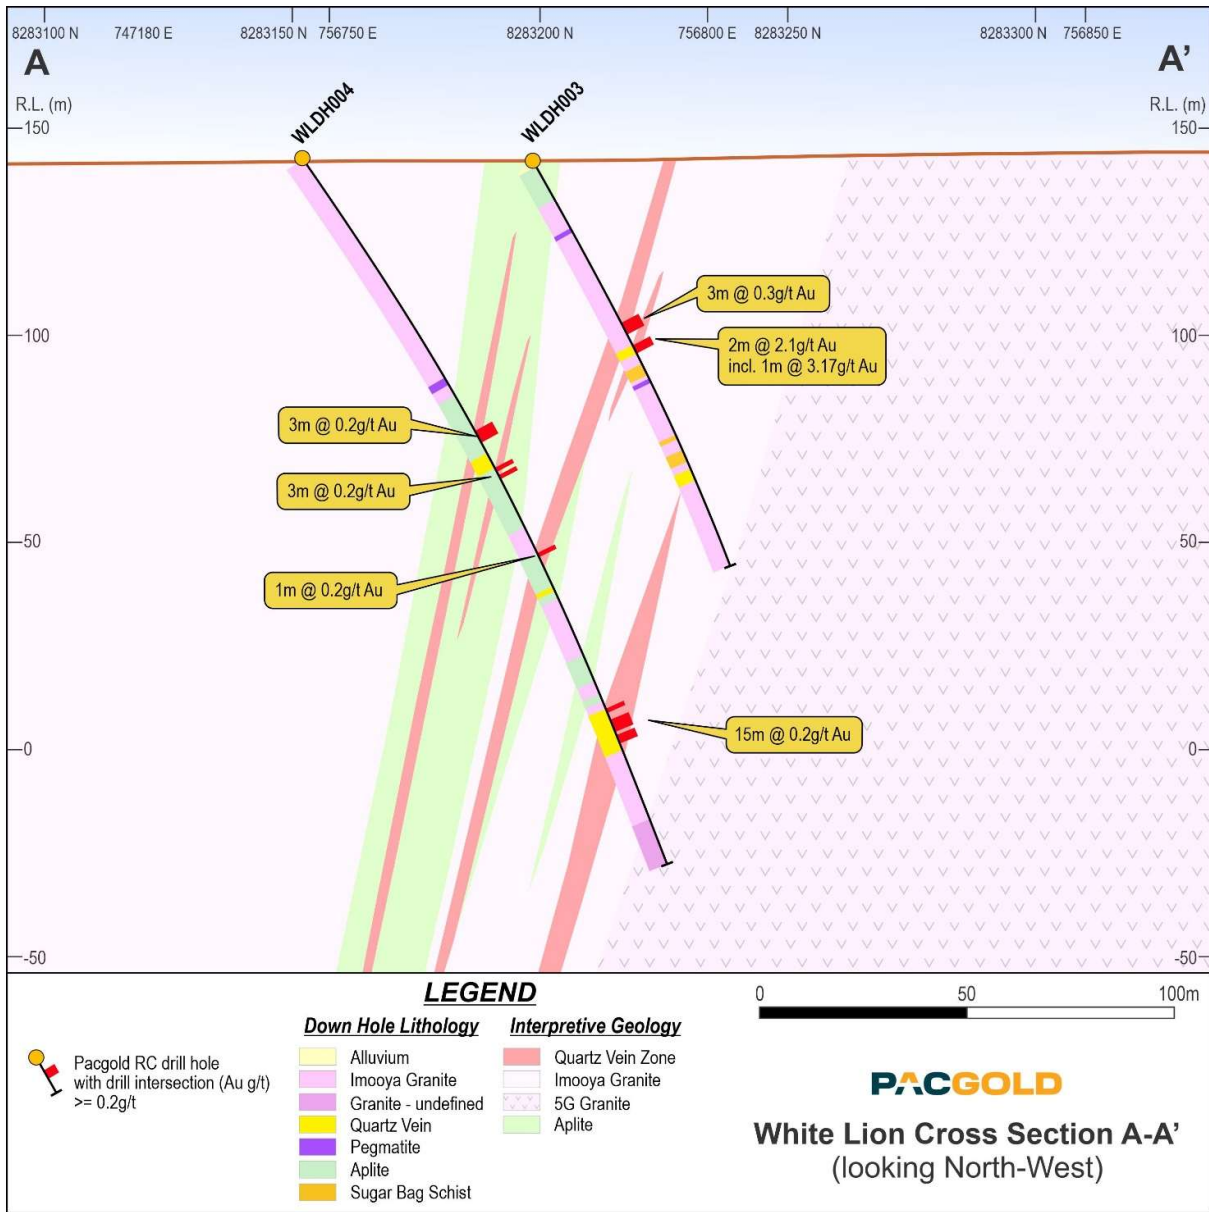 8283100 N 747180 E 8283150 N 756750 E 8283200 N 756800 E 8283250 N 8283300 N 756850 E
A A'
R.L. (m) R.L. (m)
WLDH004 WLDH003
150 150
3m @ 0.3g/t Au
100 100
2m @ 2.1g/t Au
incl. 1m @ 3.17g/t Au
3m @ 0.2g/t Au
3m @ 0.2g/t Au
50 50
1m @ 0.2g/t Au
15m @ 0.2g/t Au
0 0
-50 -50
LEGEND
Down Hole Lithology
Interpretive Geology
Pacgold RC drill hole
with drill intersection (Au g/t)
>= 0.2g/t
Alluvium
Imooya Granite
Granite - undefined
Quartz Vein
Pegmatite
Aplite
Sugar Bag Schist
Quartz Vein Zone
Imooya Granite
5G Granite
Aplite
0 50 100m
PACGOLD
White Lion Cross Section A-A'
(looking North-West)